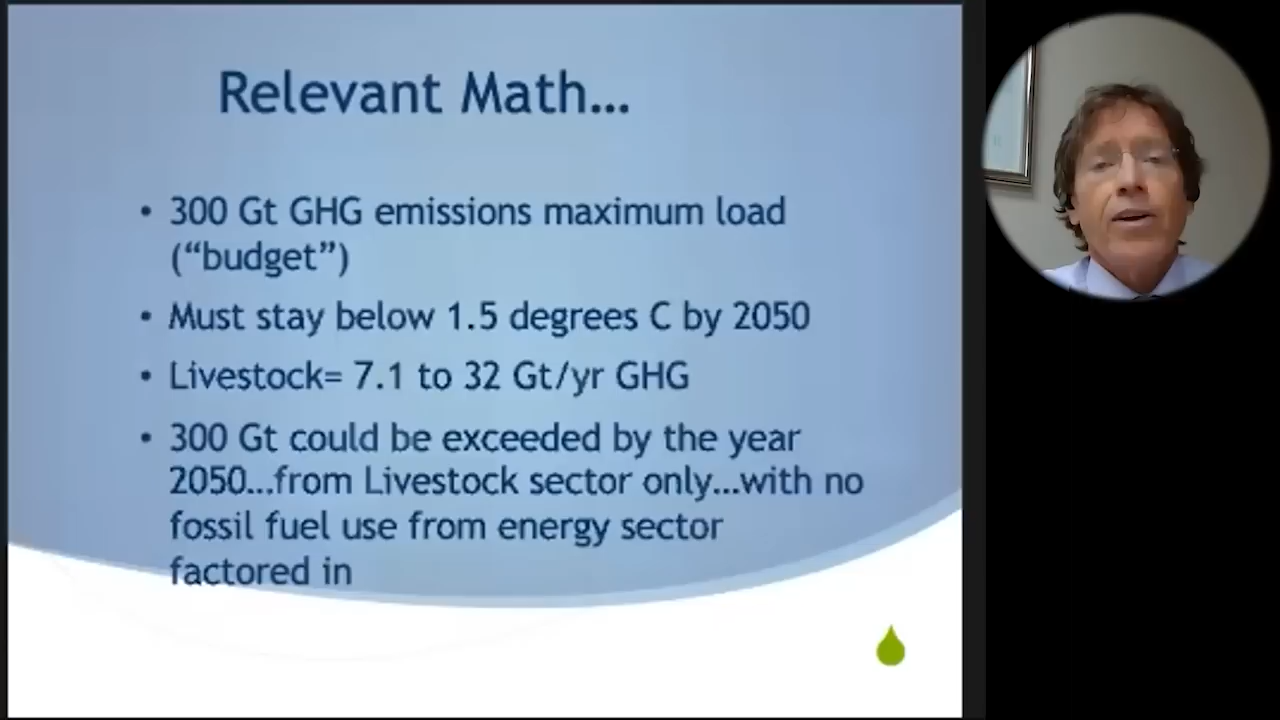 Relevant Math...
• 300 Gt GHG emissions maximum load
(“budget”)
• Must stay below 1.5 degrees C by 2050
• Livestock= 7.1 to 32 Gt/yr GHG
• 300 Gt could be exceeded by the year
2050...from Livestock sector only...with no
fossil fuel use from energy sector
factored in